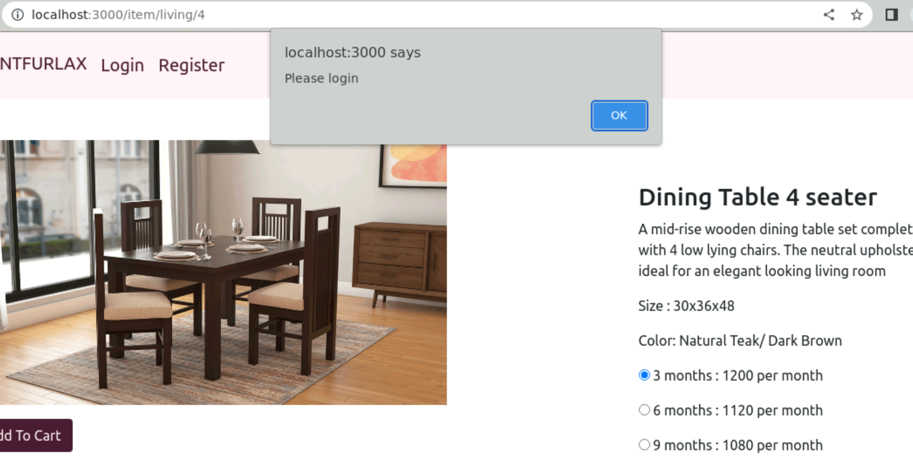 localhost:3000/item/living/4
NTFURLAX Login Register
localhost:3000 says
Please login
OK
Dining Table 4 seater
A mid-rise wooden dining table set complet
with 4 low lying chairs. The neutral upholste
ideal for an elegant looking living room
Size : 30x36x48
Color: Natural Teak/ Dark Brown
3 months : 1200 per month
6 months : 1120 per month
9 months : 1080 per month
dd To Cart